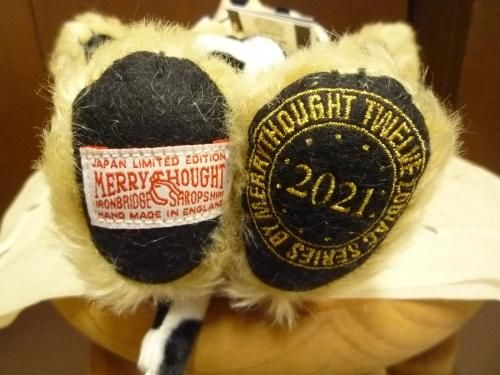 JAPAN LIMITED EDITION
MERRYTHOUGHT
IRONBRIDGE SHROPSHIRE
HAND MADE IN ENGLAND
MERRYTHOUGHT TWELVE ZODIAC SERIES BY
2021